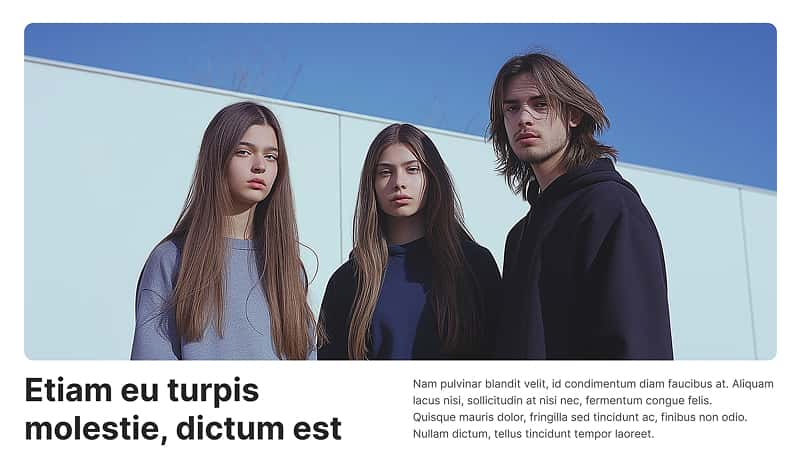 Etiam eu turpis
molestie, dictum est
Nam pulvinar blandit velit, id condimentum diam faucibus at. Aliquam
lacus nisi, sollicitudin at nisi nec, fermentum congue felis.
Quisque mauris dolor, fringilla sed tincidunt ac, finibus non odio.
Nullam dictum, tellus tincidunt tempor laoreet.